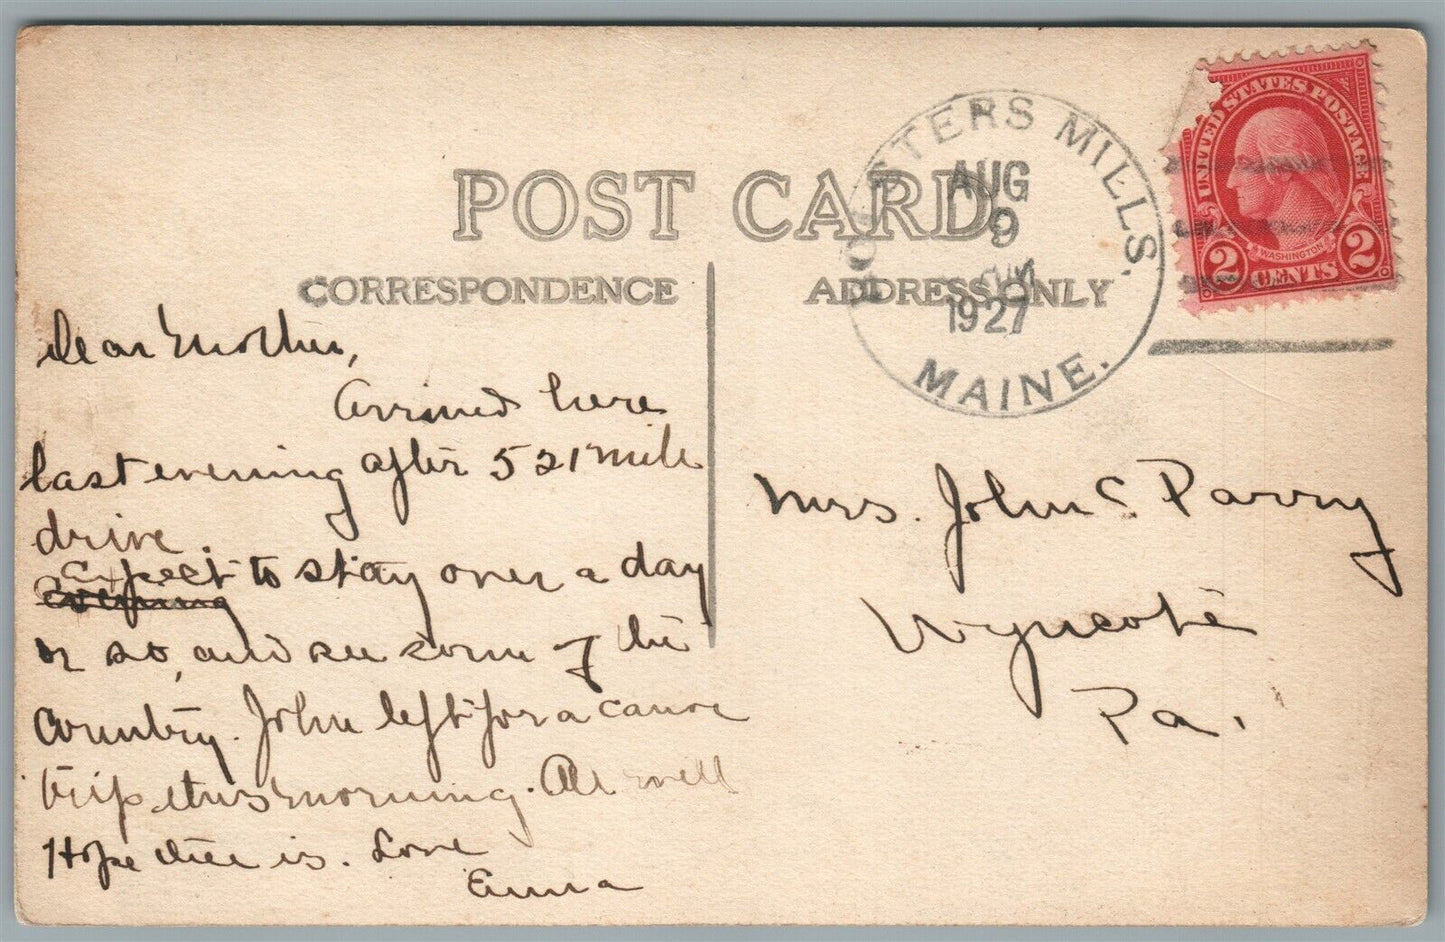 POST CARD
CORRESPONDENCE
ADDRESS ONLY
PORTERS MILLS.
AUG
9
1927
MAINE.
UNITED STATES POSTAGE
WASHINGTON
2 CENTS 2
Dear Mother,
Arrived here
last evening after 521 mile
drive.
expect to stay over a day
or so, and see some of the
Country. John left for a canoe
trip this morning. All well
Hope thee is. Love
Emma
Mrs. John C Parry
Wyncote
Pa.